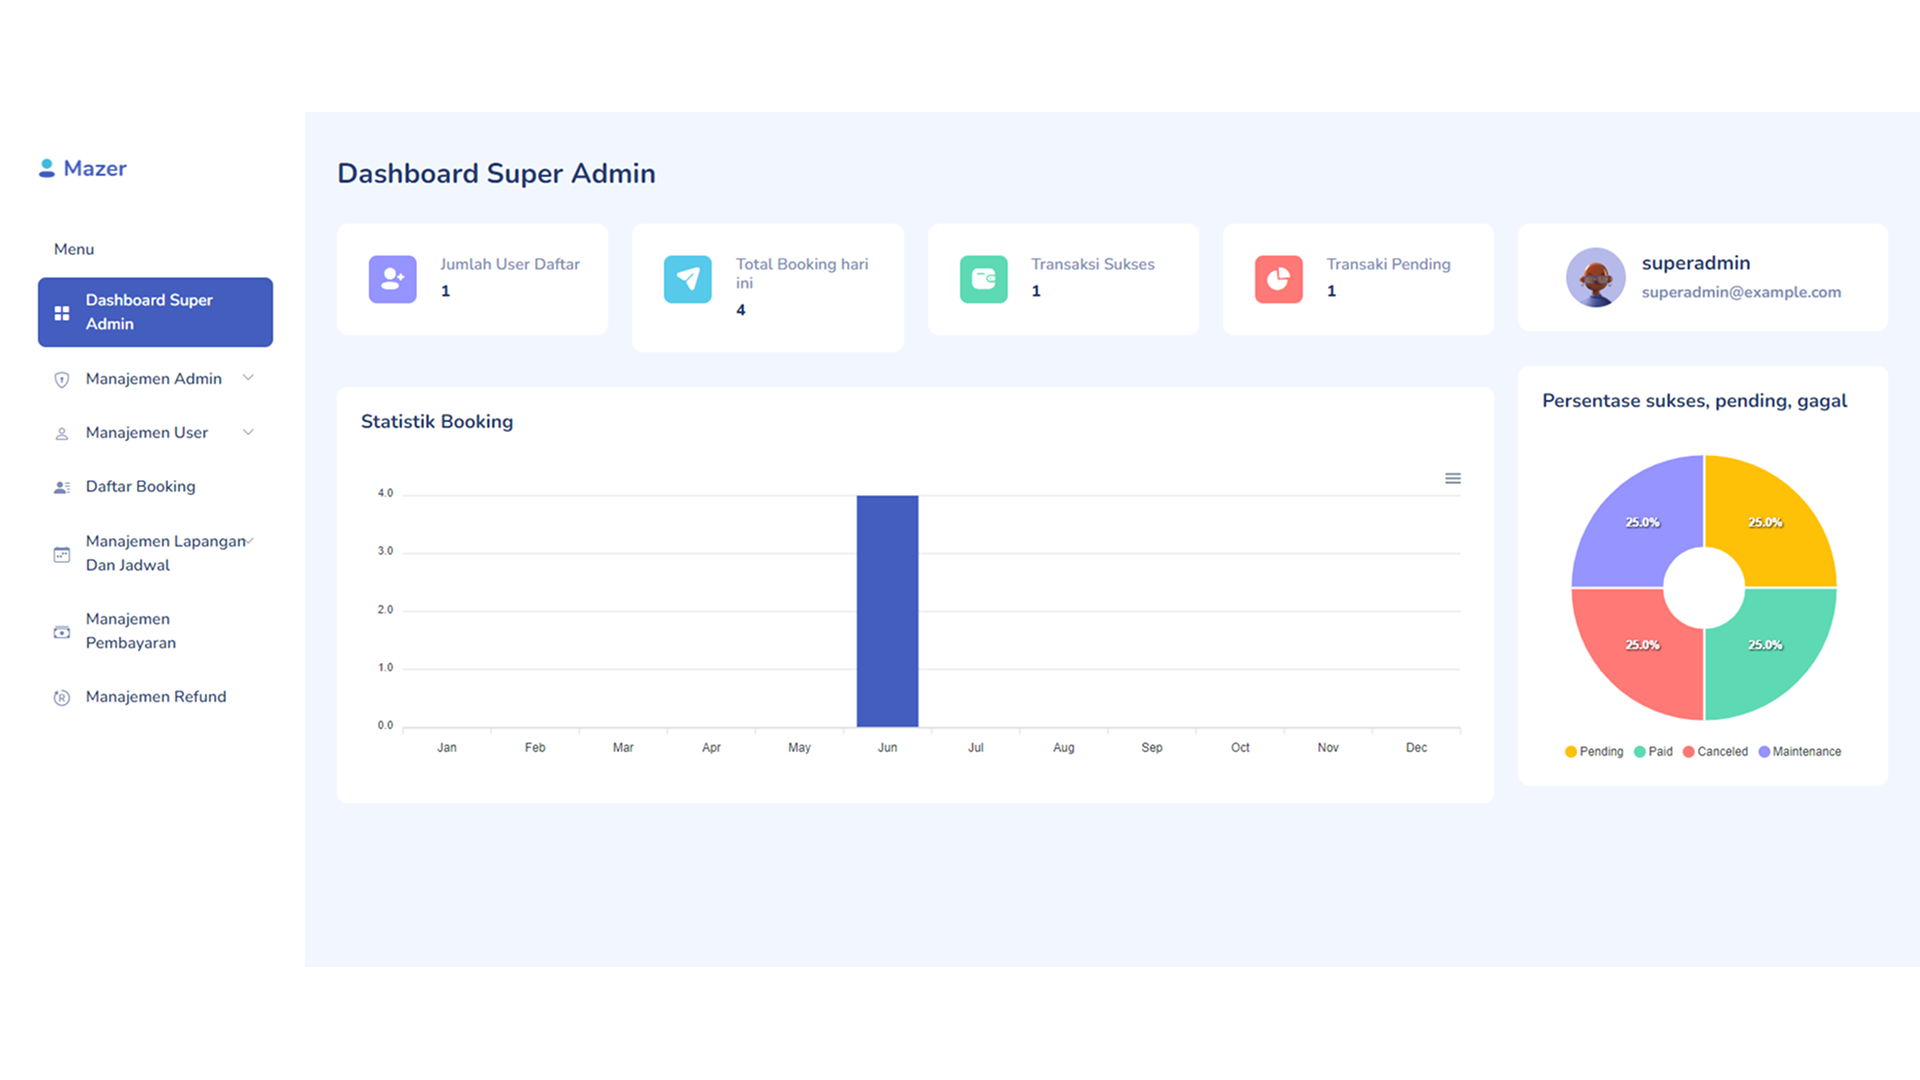 Mazer
Menu
Dashboard Super
Admin
Manajemen Admin
Manajemen User
Daftar Booking
Manajemen Lapangan
Dan Jadwal
Manajemen
Pembayaran
Manajemen Refund
Dashboard Super Admin
Jumlah User Daftar
1
Total Booking hari
ini
4
Transaksi Sukses
1
Transaki Pending
1
superadmin
superadmin@example.com
Statistik Booking
4.0
3.0
2.0
1.0
0.0
Jan Feb Mar Apr May Jun Jul Aug Sep Oct Nov Dec
Persentase sukses, pending, gagal
25.0% 25.0%
25.0% 25.0%
Pending Paid Canceled Maintenance